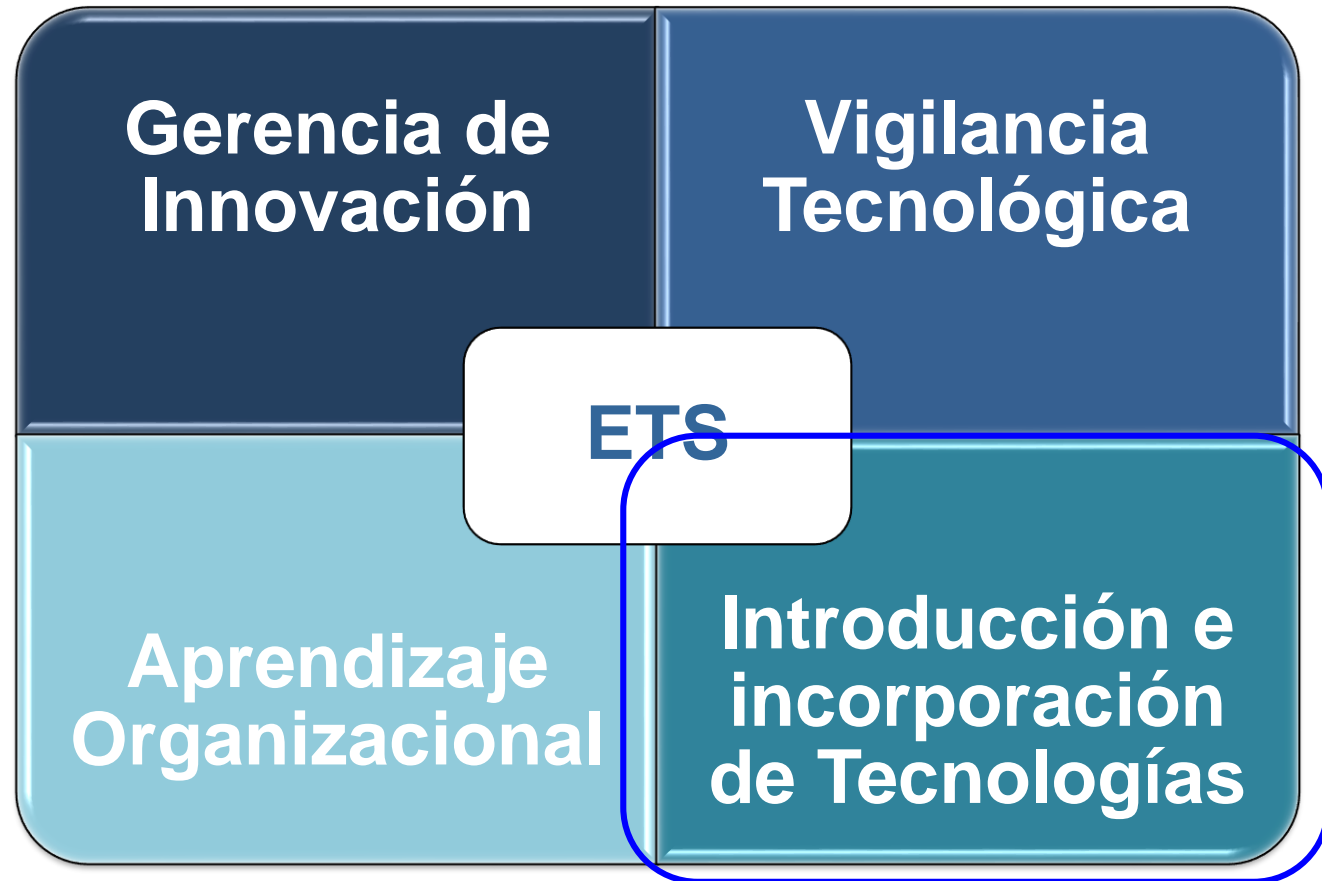 Gerencia de
Innovación
Vigilancia
Tecnológica
ETS
Aprendizaje
Organizacional
Introducción e
incorporación
de Tecnologías